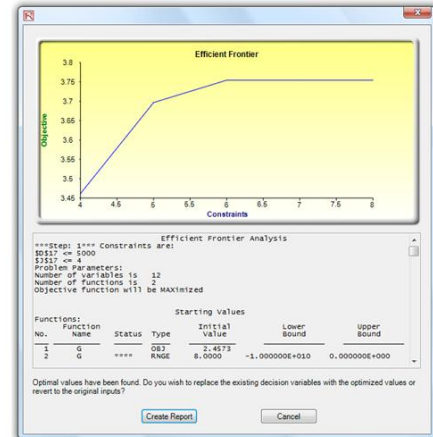 Efficient Frontier
3.8
3.75
3.7
3.65
3.6
3.55
3.5
3.45
Objective
4 4.5 5 5.5 6 6.5 7 7.5 8
Constraints
Efficient Frontier Analysis
***Step: 1*** Constraints are:
$D$17 <= 5000
$J$17 <= 4
Problem Parameters:
Number of variables is 12
Number of functions is 2
Objective function will be MAXimized
Starting Values
Functions:
Function Initial Lower Upper
No. Name Status Type Value Bound Bound
1 G OBJ 2.4573
2 G **** RNGE 8.0000 -1.000000E+010 0.000000E+000
Optimal values have been found. Do you wish to replace the existing decision variables with the optimized values or
revert to the original inputs?
Create Report Cancel